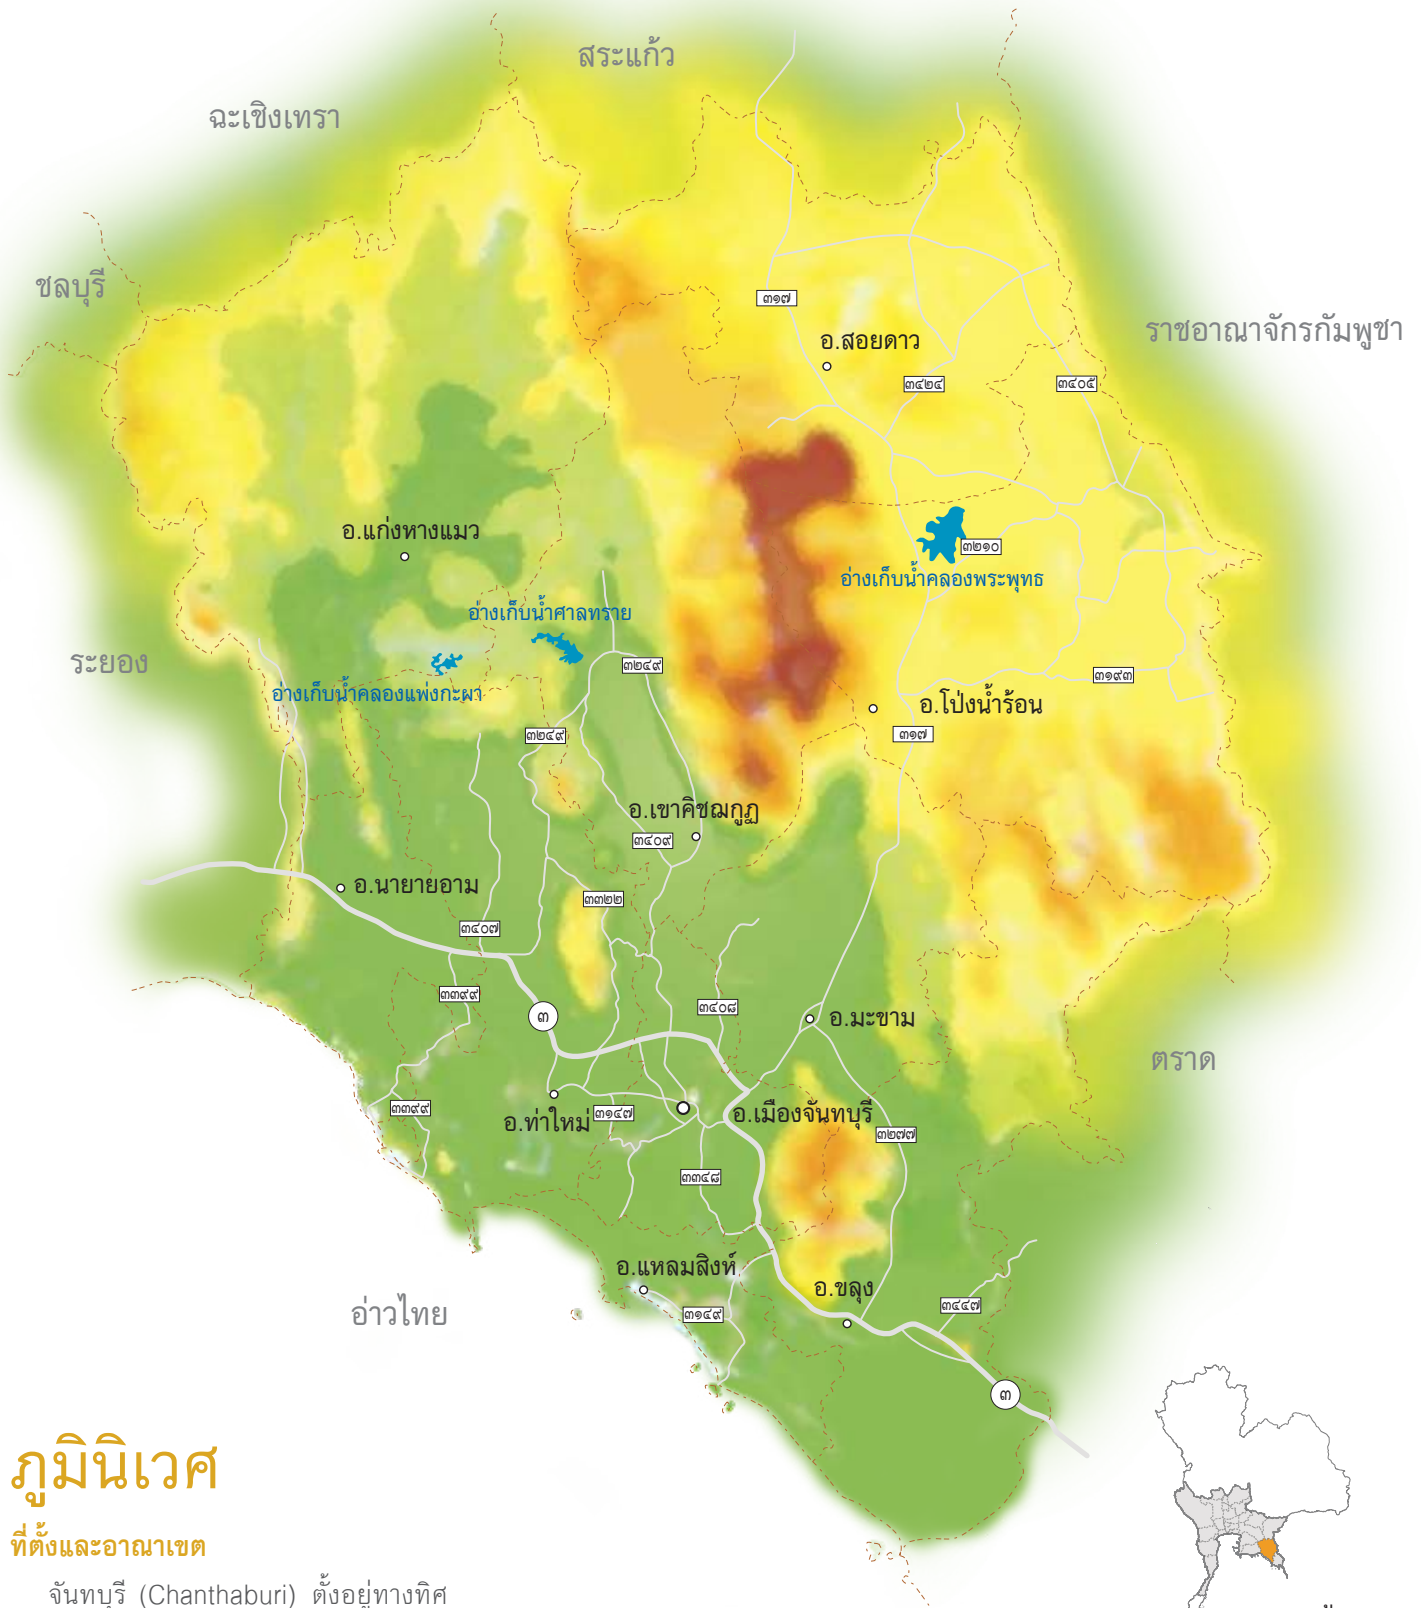 สระแก้ว
ฉะเชิงเทรา
ชลบุรี
๓๑๗
ราชอาณาจักรกัมพูชา
อ.สอยดาว
๓๔๒๔
๓๔๐๕
อ.แก่งหางแมว
๓๒๑๐
อ่างเก็บน้ำคลองพระพุทธ
อ่างเก็บน้ำศาลทราย
ระยอง
๓๒๔๙
๓๑๙๓
อ่างเก็บน้ำคลองแพ่งกะผา
อ.โป่งน้ำร้อน
๓๒๔๙
๓๑๗
อ.เขาคิชฌกูฏ
๓๔๐๙
อ.นายายอาม
๓๓๒๒
๓๔๐๗
๓๓๙๙
๓๔๐๘
๓
อ.มะขาม
ตราด
๓๓๙๙
อ.ท่าใหม่
๓๑๔๗
อ.เมืองจันทบุรี
๓๒๗๗
๓๓๔๘
อ.แหลมสิงห์
อ.ขลุง
อ่าวไทย
๓๑๔๙
๓๔๔๗
๓
ภูมินิเวศ
ที่ตั้งและอาณาเขต
จันทบุรี (Chanthaburi) ตั้งอยู่ทางทิศ